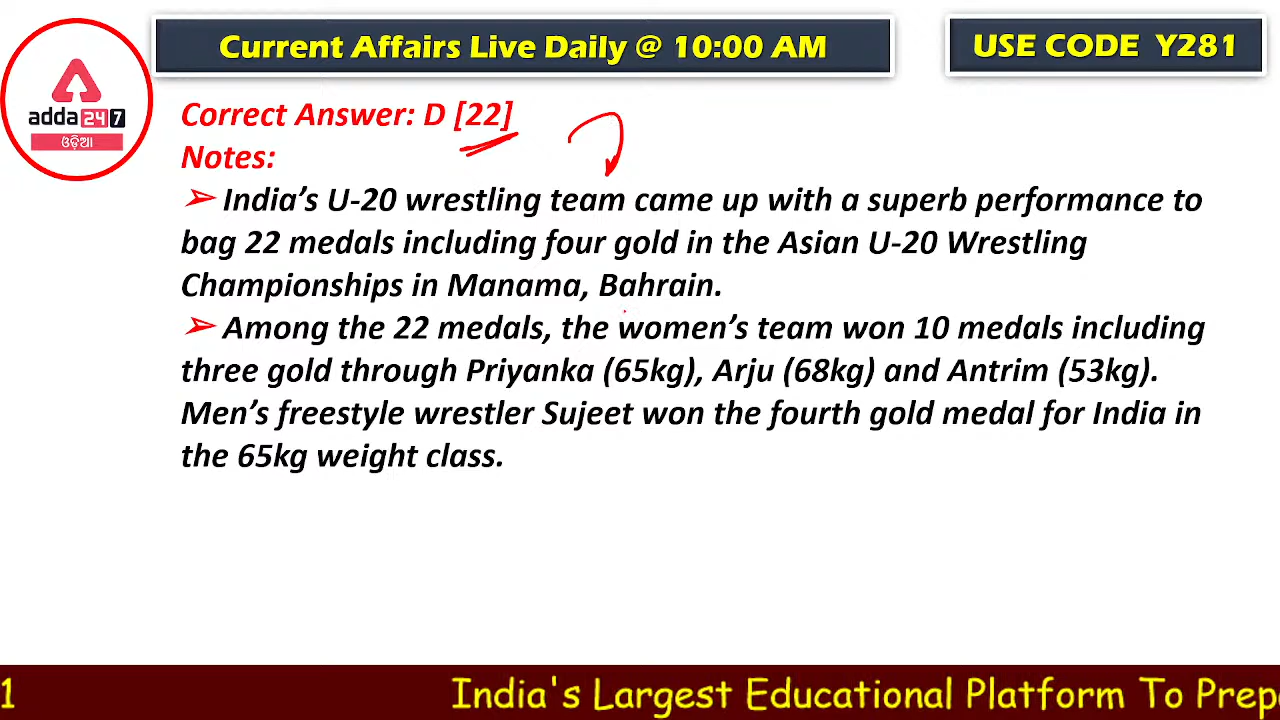 Current Affairs Live Daily @ 10:00 AM
USE CODE Y281
adda247
ଓଡ଼ିଆ
Correct Answer: D [22]
Notes:
➢ India's U-20 wrestling team came up with a superb performance to
bag 22 medals including four gold in the Asian U-20 Wrestling
Championships in Manama, Bahrain.
➢ Among the 22 medals, the women's team won 10 medals including
three gold through Priyanka (65kg), Arju (68kg) and Antrim (53kg).
Men's freestyle wrestler Sujeet won the fourth gold medal for India in
the 65kg weight class.
1 India's Largest Educational Platform To Prep